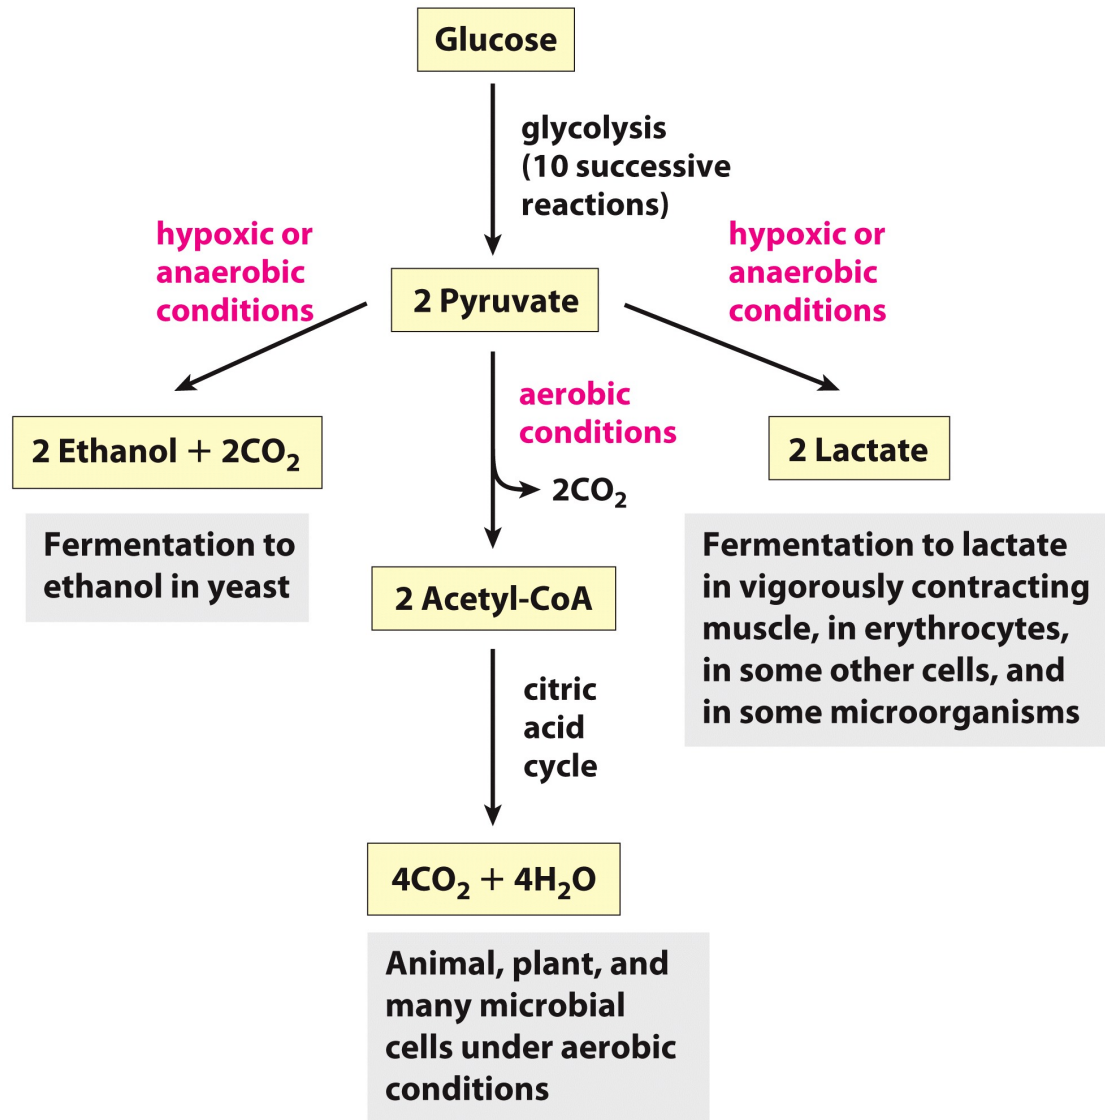 Glucose
glycolysis
(10 successive
reactions)
hypoxic or
anaerobic
conditions
hypoxic or
anaerobic
conditions
2 Pyruvate
aerobic
conditions
2 Ethanol + 2CO₂
2 Lactate
2CO₂
Fermentation to
ethanol in yeast
Fermentation to lactate
in vigorously contracting
muscle, in erythrocytes,
in some other cells, and
in some microorganisms
2 Acetyl-CoA
citric
acid
cycle
4CO₂ + 4H₂O
Animal, plant, and
many microbial
cells under aerobic
conditions